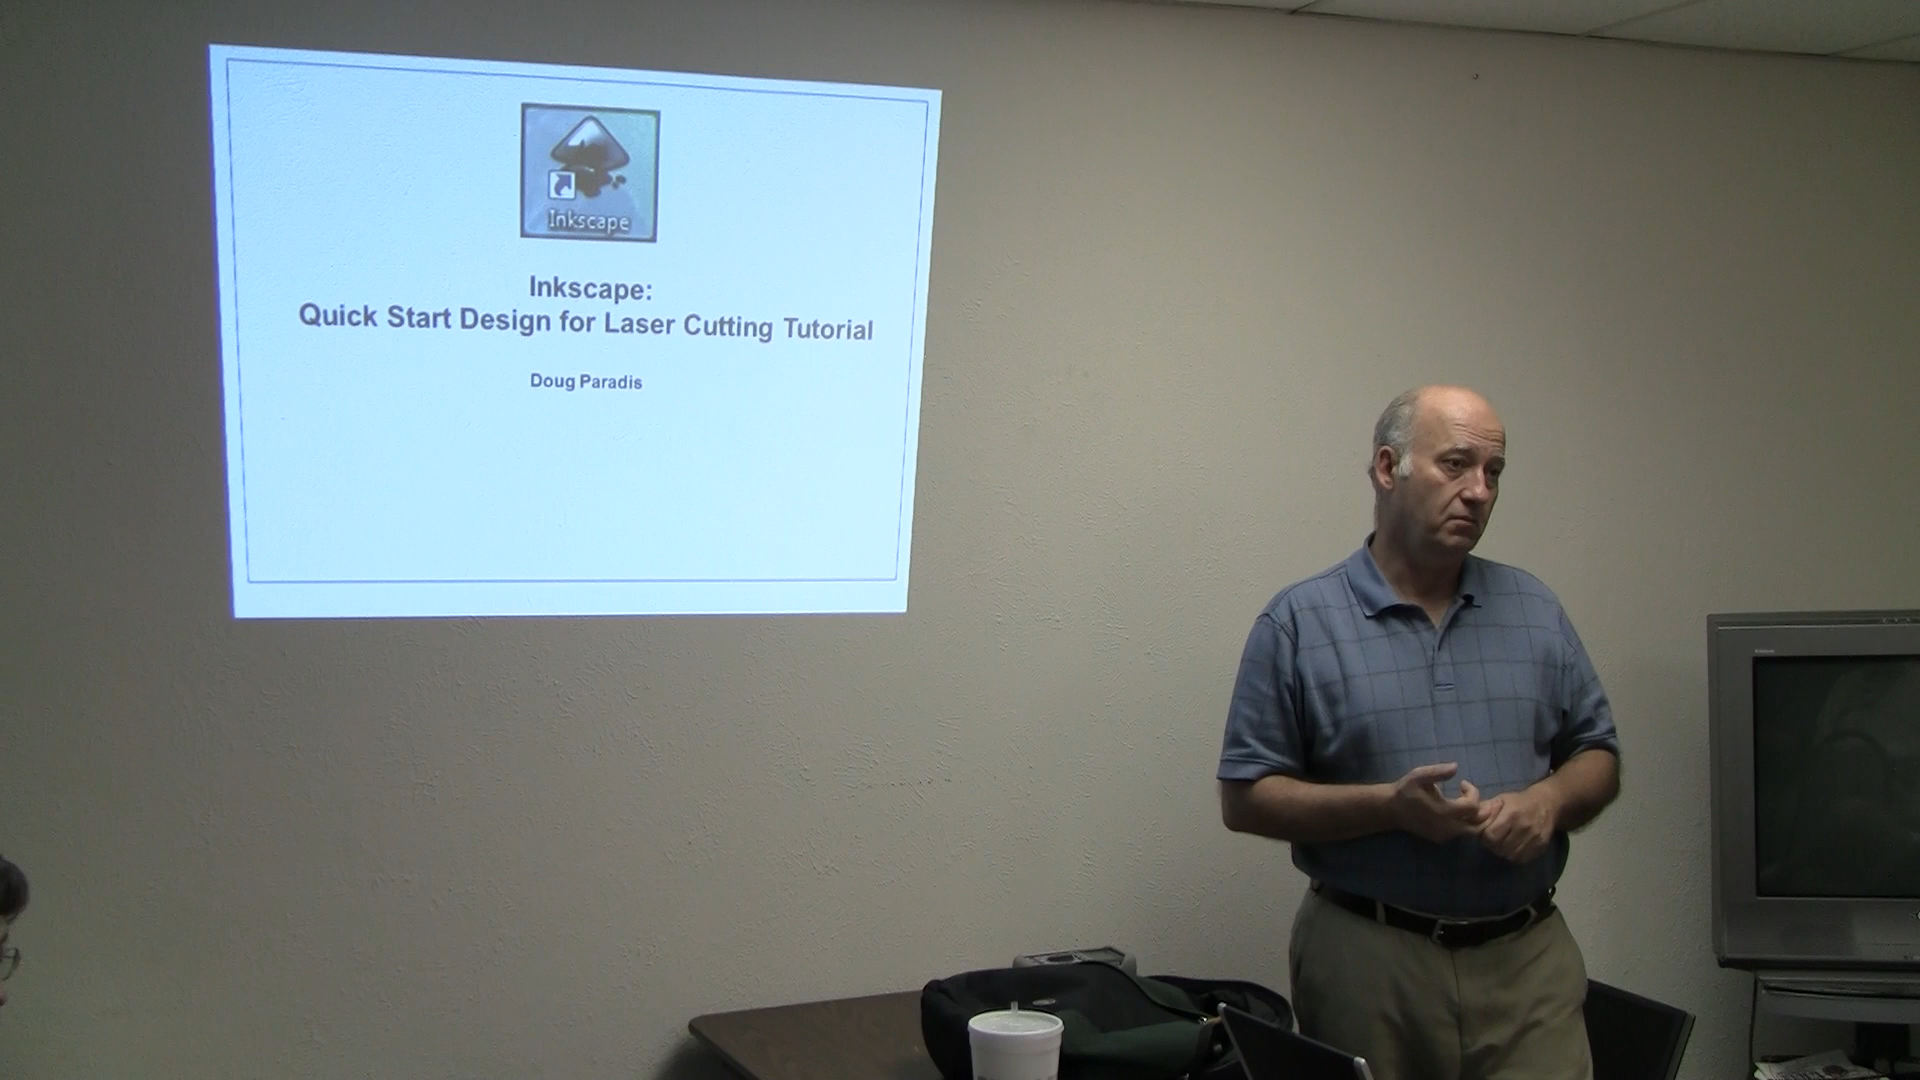 Inkscape
Inkscape:
Quick Start Design for Laser Cutting Tutorial
Doug Paradis